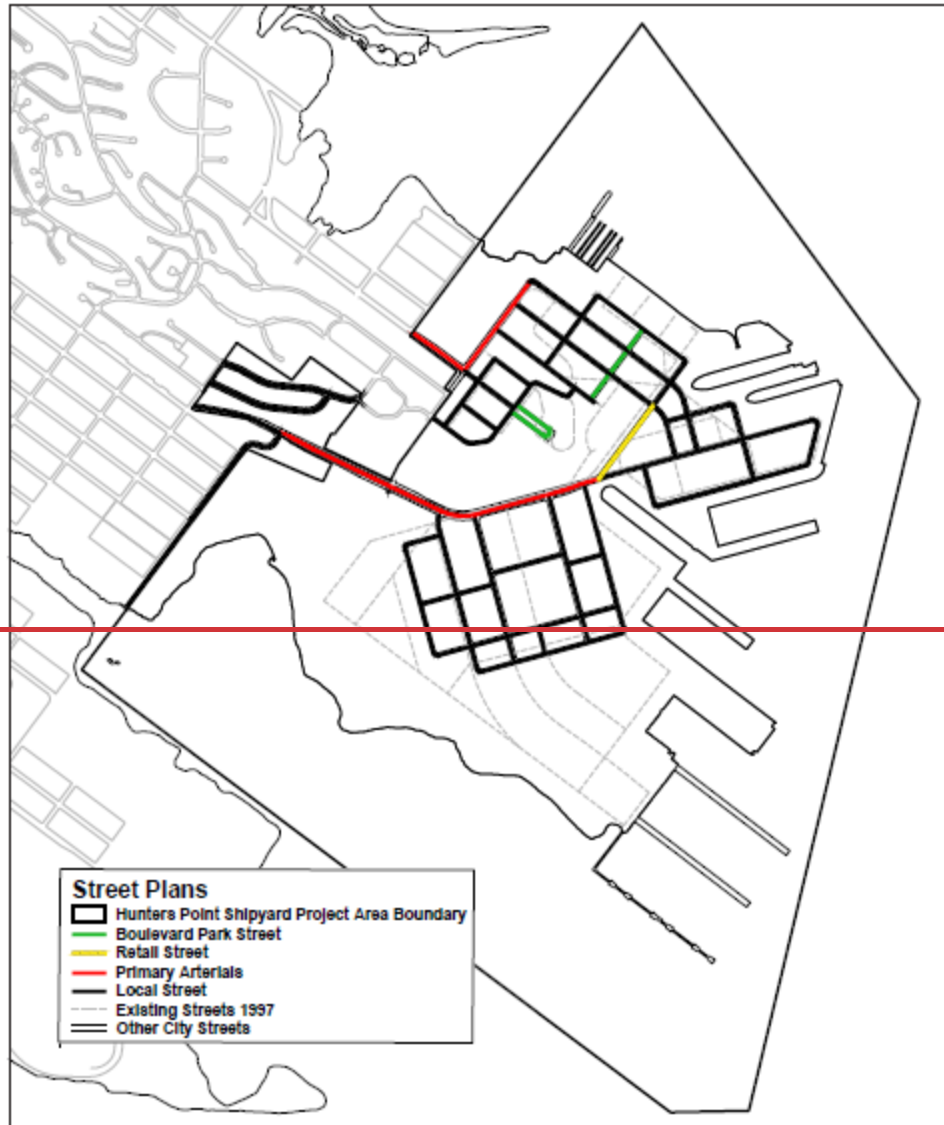 Street Plans
Hunters Point Shipyard Project Area Boundary
Boulevard Park Street
Retail Street
Primary Arterials
Local Street
Existing Streets 1997
Other City Streets